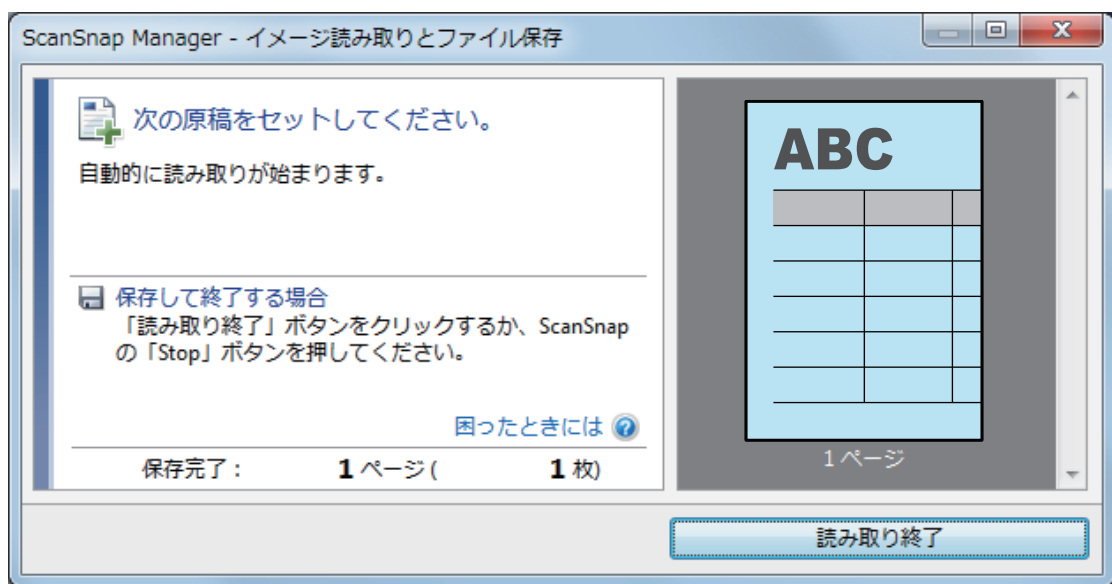 ScanSnap Manager - イメージ読み取りとファイル保存
次の原稿をセットしてください。
自動的に読み取りが始まります。
保存して終了する場合
「読み取り終了」ボタンをクリックするか、ScanSnap
の「Stop」ボタンを押してください。
困ったときには
保存完了： 1 ページ ( 1 枚)
ABC
1 ページ
読み取り終了